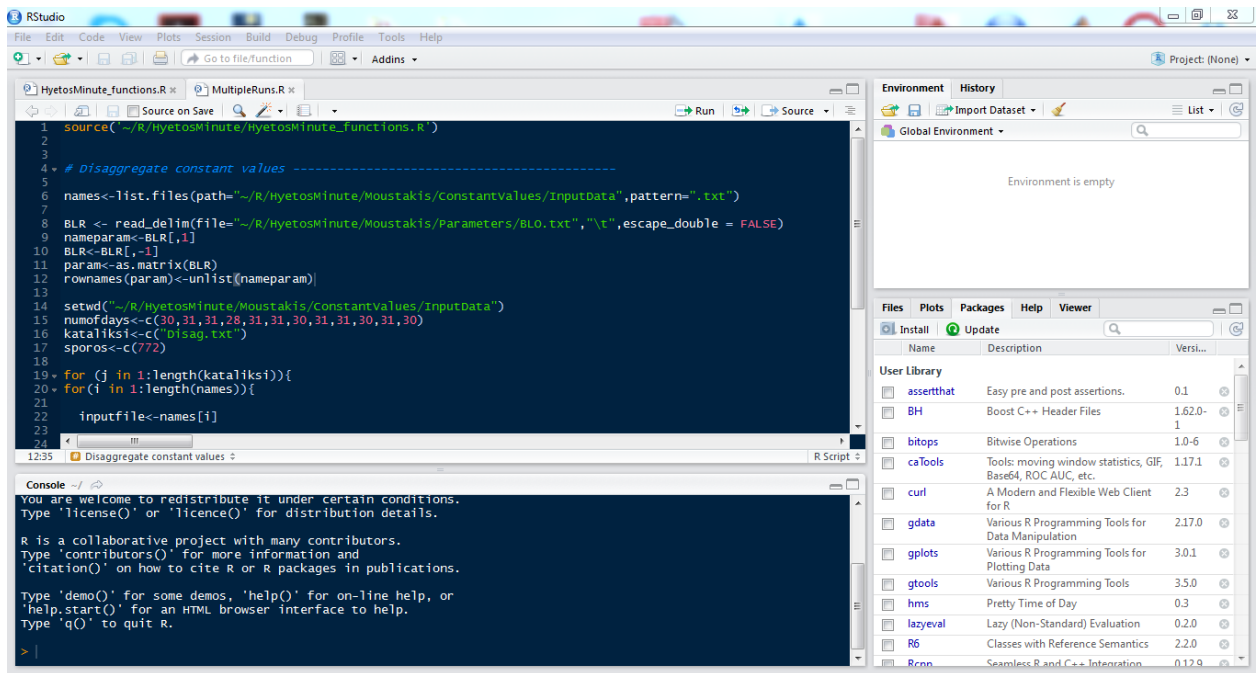 RStudio
File Edit Code View Plots Session Build Debug Profile Tools Help
Go to file/function Addins Project: (None)
HyetosMinute_functions.R MultipleRuns.R
Source on Save Run Source
1 source('~/R/HyetosMinute/HyetosMinute_functions.R')
2
3
4 # Disaggregate constant values --------------------------------------------
5
6 names<-list.files(path="~/R/HyetosMinute/Moustakis/ConstantValues/InputData",pattern=".txt")
7
8 BLR <- read_delim(file="~/R/HyetosMinute/Moustakis/Parameters/BLO.txt","\t",escape_double = FALSE)
9 nameparam<-BLR[,1]
10 BLR<-BLR[,-1]
11 param<-as.matrix(BLR)
12 rownames(param)<-unlist(nameparam)
13
14 setwd("~/R/HyetosMinute/Moustakis/ConstantValues/InputData")
15 numofdays<-c(30,31,31,28,31,31,30,31,31,30,31,30)
16 kataliksi<-c("Disag.txt")
17 sporos<-c(772)
18
19 for (j in 1:length(kataliksi)){
20 for(i in 1:length(names)){
21
22 inputfile<-names[i]
23
24
12:35 # Disaggregate constant values R Script
Console ~/
You are welcome to redistribute it under certain conditions.
Type 'license()' or 'licence()' for distribution details.
R is a collaborative project with many contributors.
Type 'contributors()' for more information and
'citation()' on how to cite R or R packages in publications.
Type 'demo()' for some demos, 'help()' for on-line help, or
'help.start()' for an HTML browser interface to help.
Type 'q()' to quit R.
>
Environment History
Import Dataset List
Global Environment
Environment is empty
Files Plots Packages Help Viewer
Install Update
Name Description Versi...
User Library
assertthat Easy pre and post assertions. 0.1
BH Boost C++ Header Files 1.62.0-
1
bitops Bitwise Operations 1.0-6
caTools Tools: moving window statistics, GIF, 1.17.1
Base64, ROC AUC, etc.
curl A Modern and Flexible Web Client 2.3
for R
gdata Various R Programming Tools for 2.17.0
Data Manipulation
gplots Various R Programming Tools for 3.0.1
Plotting Data
gtools Various R Programming Tools 3.5.0
hms Pretty Time of Day 0.3
lazyeval Lazy (Non-Standard) Evaluation 0.2.0
R6 Classes with Reference Semantics 2.2.0
Rcpp Seamless R and C++ Integration 0.12.9